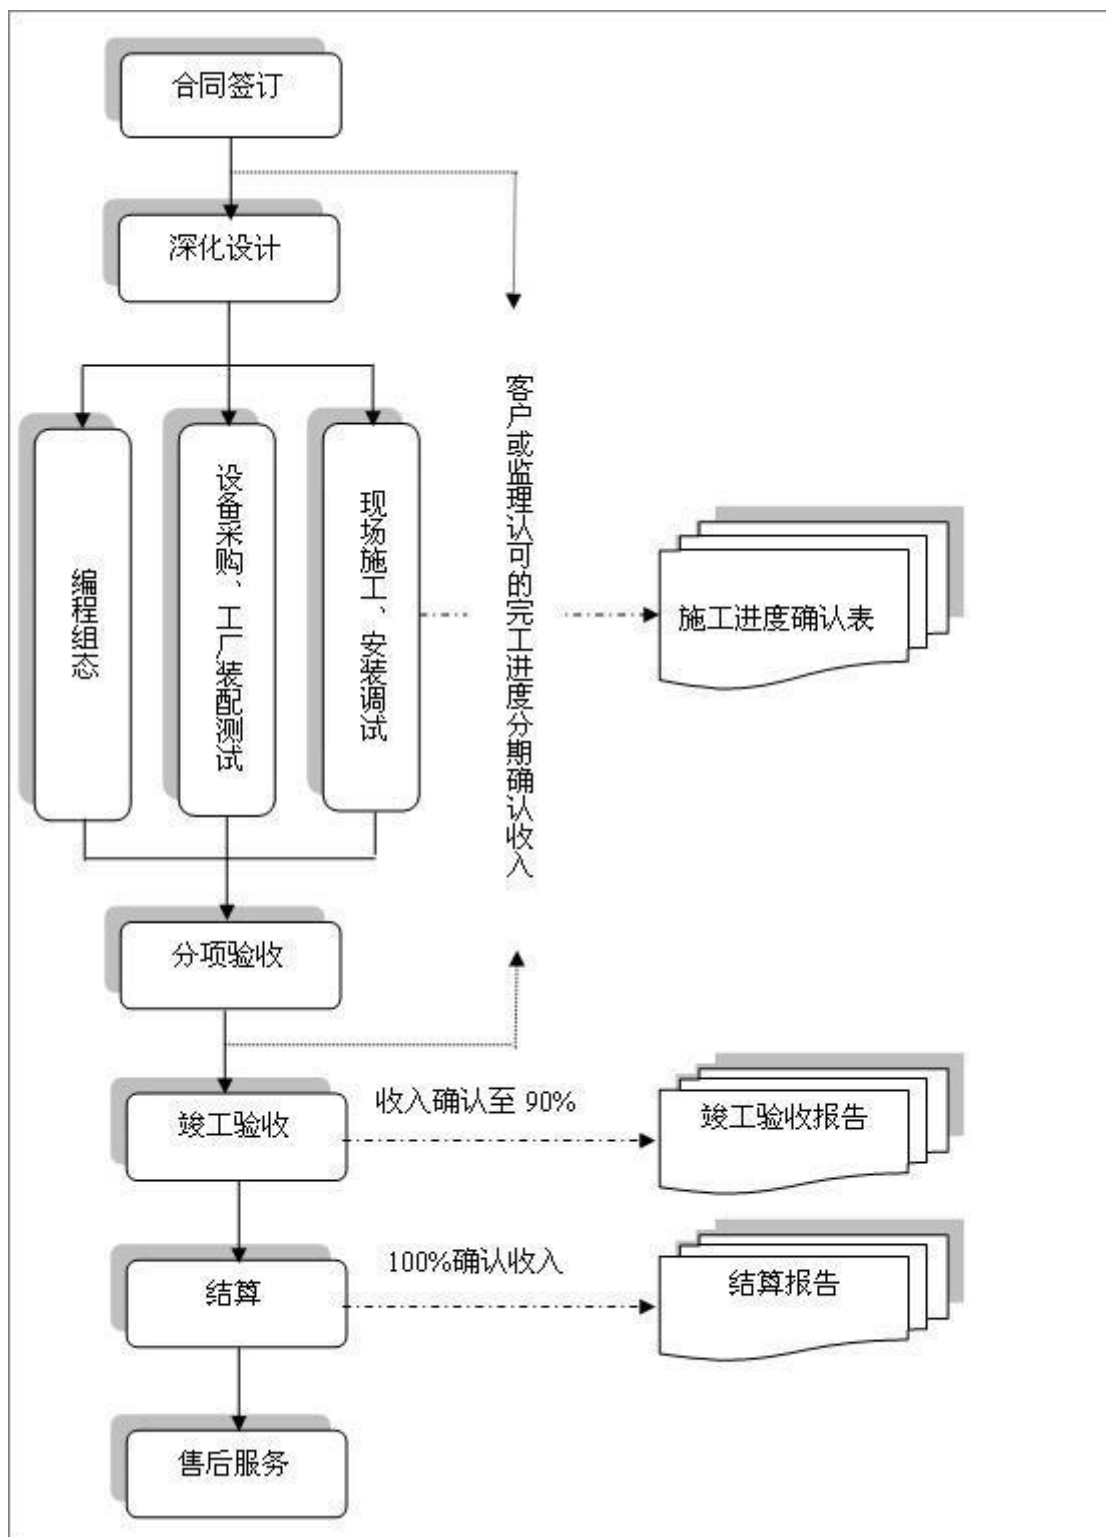 合同签订
深化设计
编程组态
设备采购、工厂装配测试
现场施工、安装调试
客户或监理认可的完工进度分期确认收入
施工进度确认表
分项验收
竣工验收
收入确认至 90%
竣工验收报告
结算
100%确认收入
结算报告
售后服务